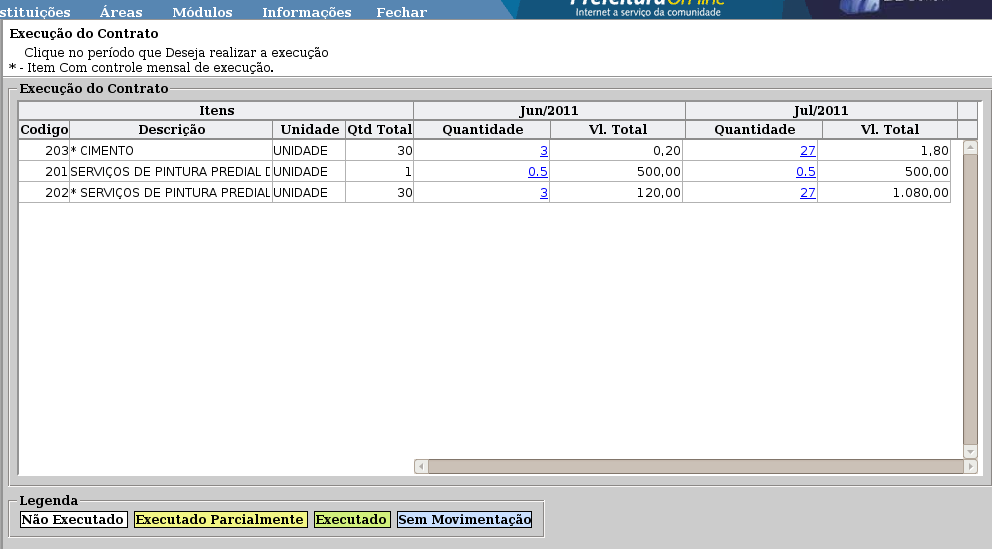 Áreas Módulos Informações Fechar
Internet a serviço da comunidade
Execução do Contrato
Clique no período que Deseja realizar a execução
* - Item Com controle mensal de execução.
Execução do Contrato
Itens Jun/2011 Jul/2011
Codigo Descrição Unidade Qtd Total Quantidade Vl. Total Quantidade Vl. Total
203 * CIMENTO UNIDADE 30 3 0,20 27 1,80
201 SERVIÇOS DE PINTURA PREDIAL UNIDADE 1 0.5 500,00 0.5 500,00
202 * SERVIÇOS DE PINTURA PREDIAL UNIDADE 30 3 120,00 27 1.080,00
Legenda
Não Executado Executado Parcialmente Executado Sem Movimentação